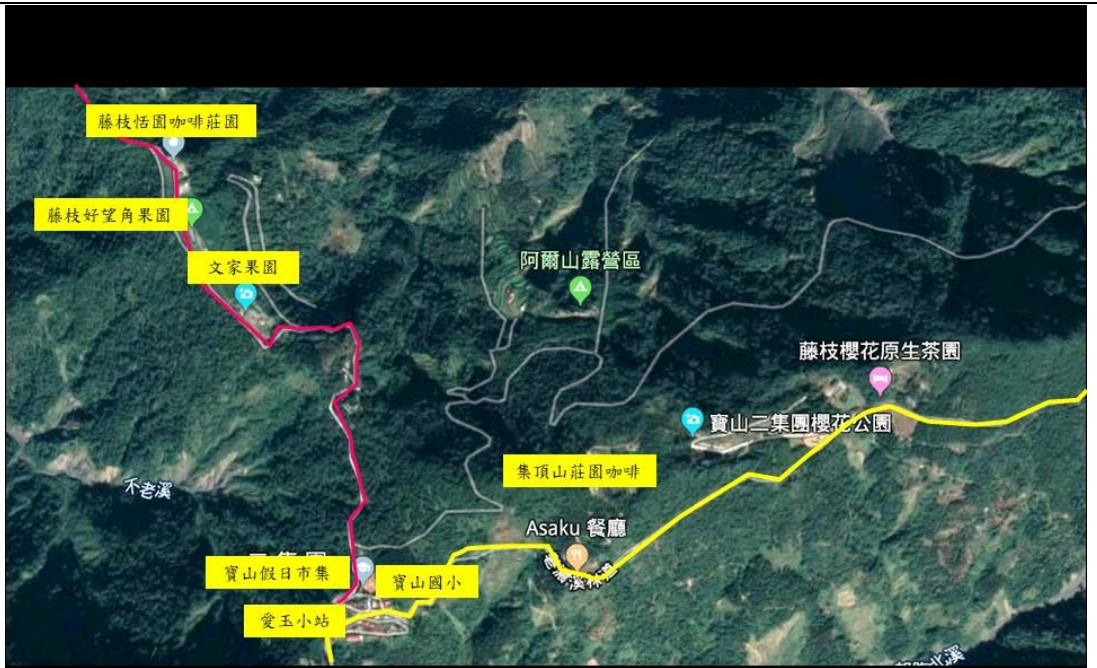 藤枝恬園咖啡莊園
藤枝好望角果園
文家果園
阿爾山露營區
藤枝櫻花原生茶園
寶山二集團櫻花公園
集頂山莊園咖啡
不老溪
Asaku 餐廳
二集團
寶山假日市集
寶山國小
愛玉小站